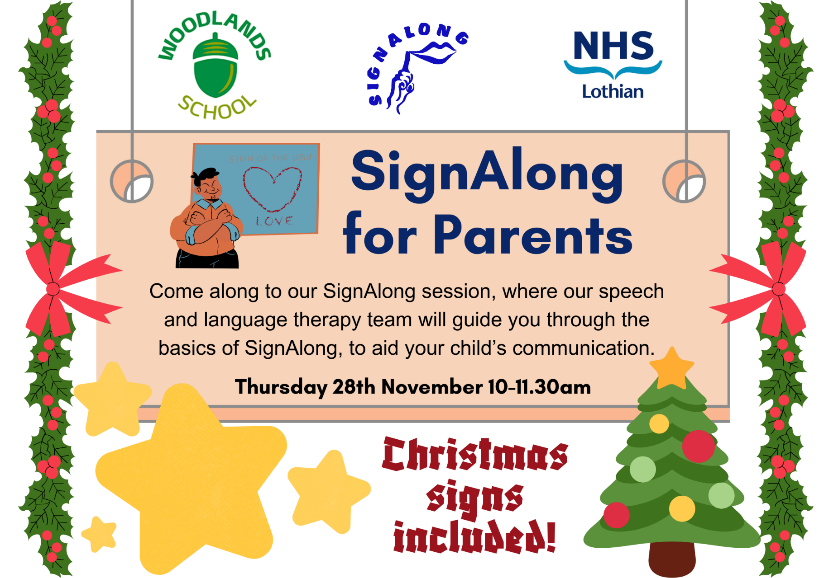 WOODLANDS
SCHOOL
SIGNALONG
NHS
Lothian
LOVE
SignAlong
for Parents
Come along to our SignAlong session, where our speech
and language therapy team will guide you through the
basics of SignAlong, to aid your child's communication.
Thursday 28th November 10-11.30am
Christmas
signs
included!